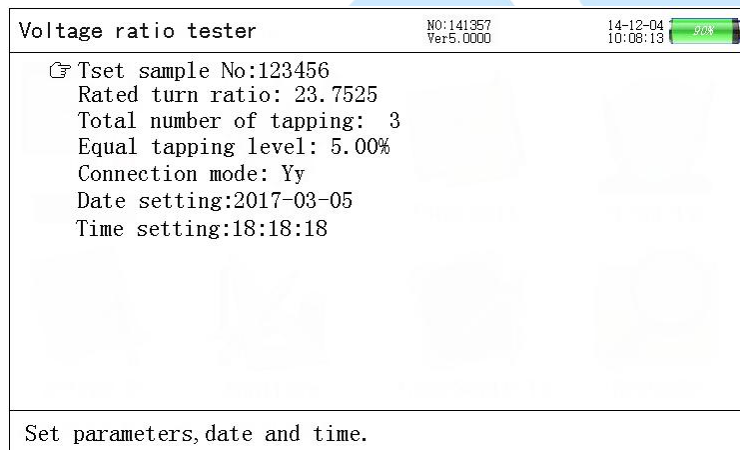 Voltage ratio tester
NO:141357
Ver5.0000
14-12-04
10:08:13
90%
Tset sample No:123456
Rated turn ratio: 23.7525
Total number of tapping: 3
Equal tapping level: 5.00%
Connection mode: Yy
Date setting:2017-03-05
Time setting:18:18:18
Set parameters,date and time.